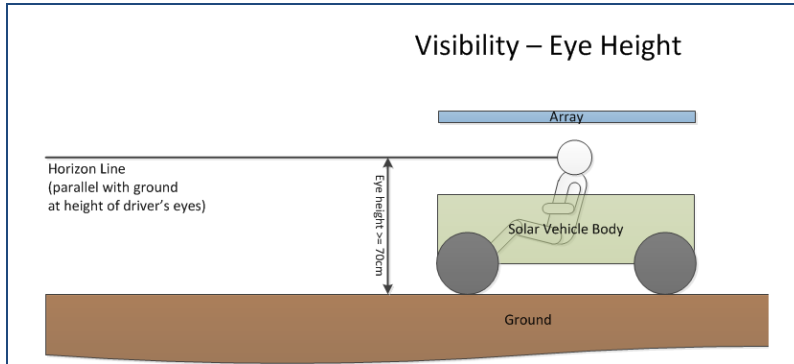 Visibility – Eye Height
Array
Horizon Line
(parallel with ground
at height of driver's eyes)
Eye height >= 70cm
Solar Vehicle Body
Ground